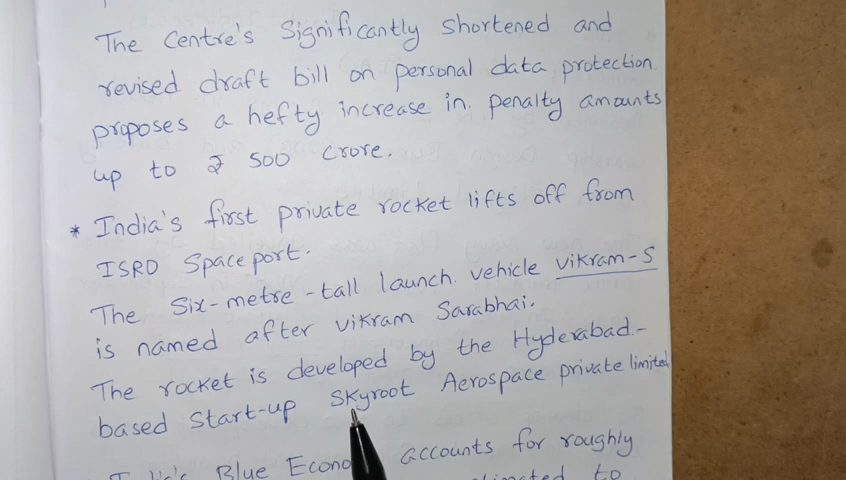 The Centre's Significantly Shortened and
revised draft bill on personal data protection.
proposes a hefty increase in. penalty amounts
up to ₹ 500 Crore.
* India's first private rocket lifts off from
ISRO Spaceport.
The Six-metre-tall launch vehicle Vikram-S
is named after Vikram Sarabhai.
The rocket is developed by the Hyderabad-
based Start-up Skyroot Aerospace private limited
Blue Econo accounts for roughly
to